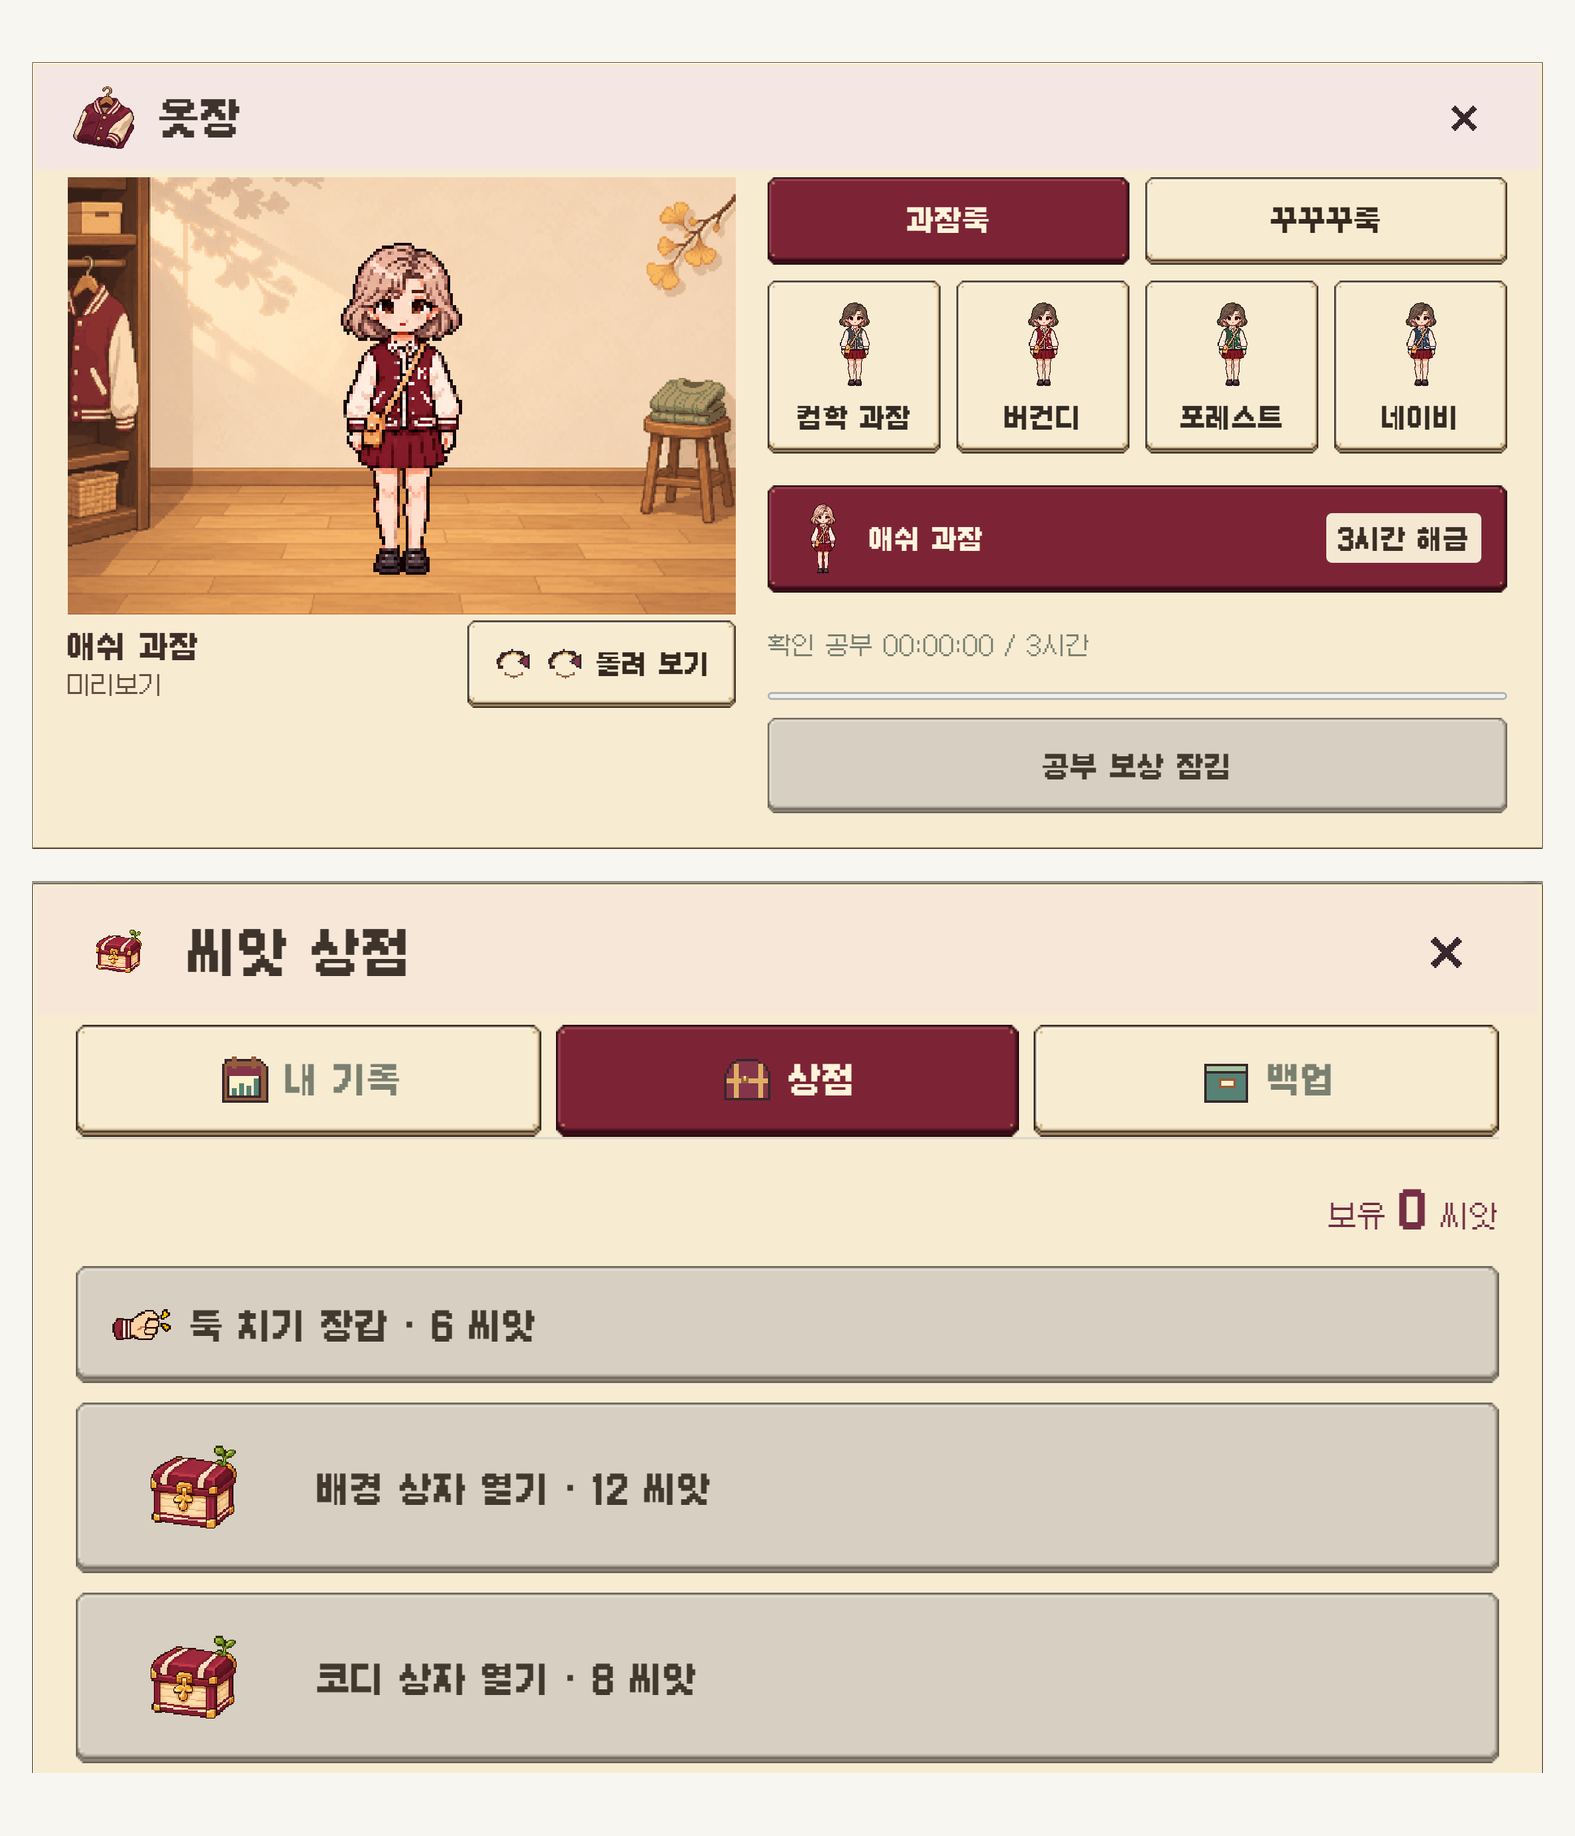 옷장
과잠룩
꾸꾸꾸룩
컴학 과잠
버건디
포레스트
네이비
애쉬 과잠
3시간 해금
애쉬 과잠
미리보기
돌려 보기
확인 공부 00:00:00 / 3시간
공부 보상 잠김
씨앗 상점
내 기록
상점
백업
보유 0 씨앗
둑 치기 장갑 · 6 씨앗
배경 상자 열기 · 12 씨앗
코디 상자 열기 · 8 씨앗